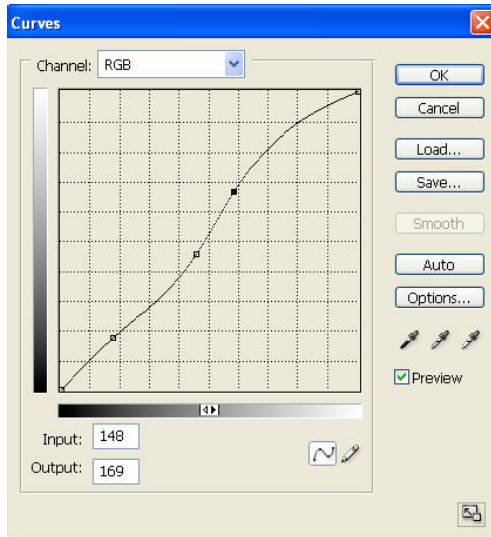 Curves
Channel: RGB
OK
Cancel
Load...
Save...
Smooth
Auto
Options...
Preview
Input: 148
Output: 169